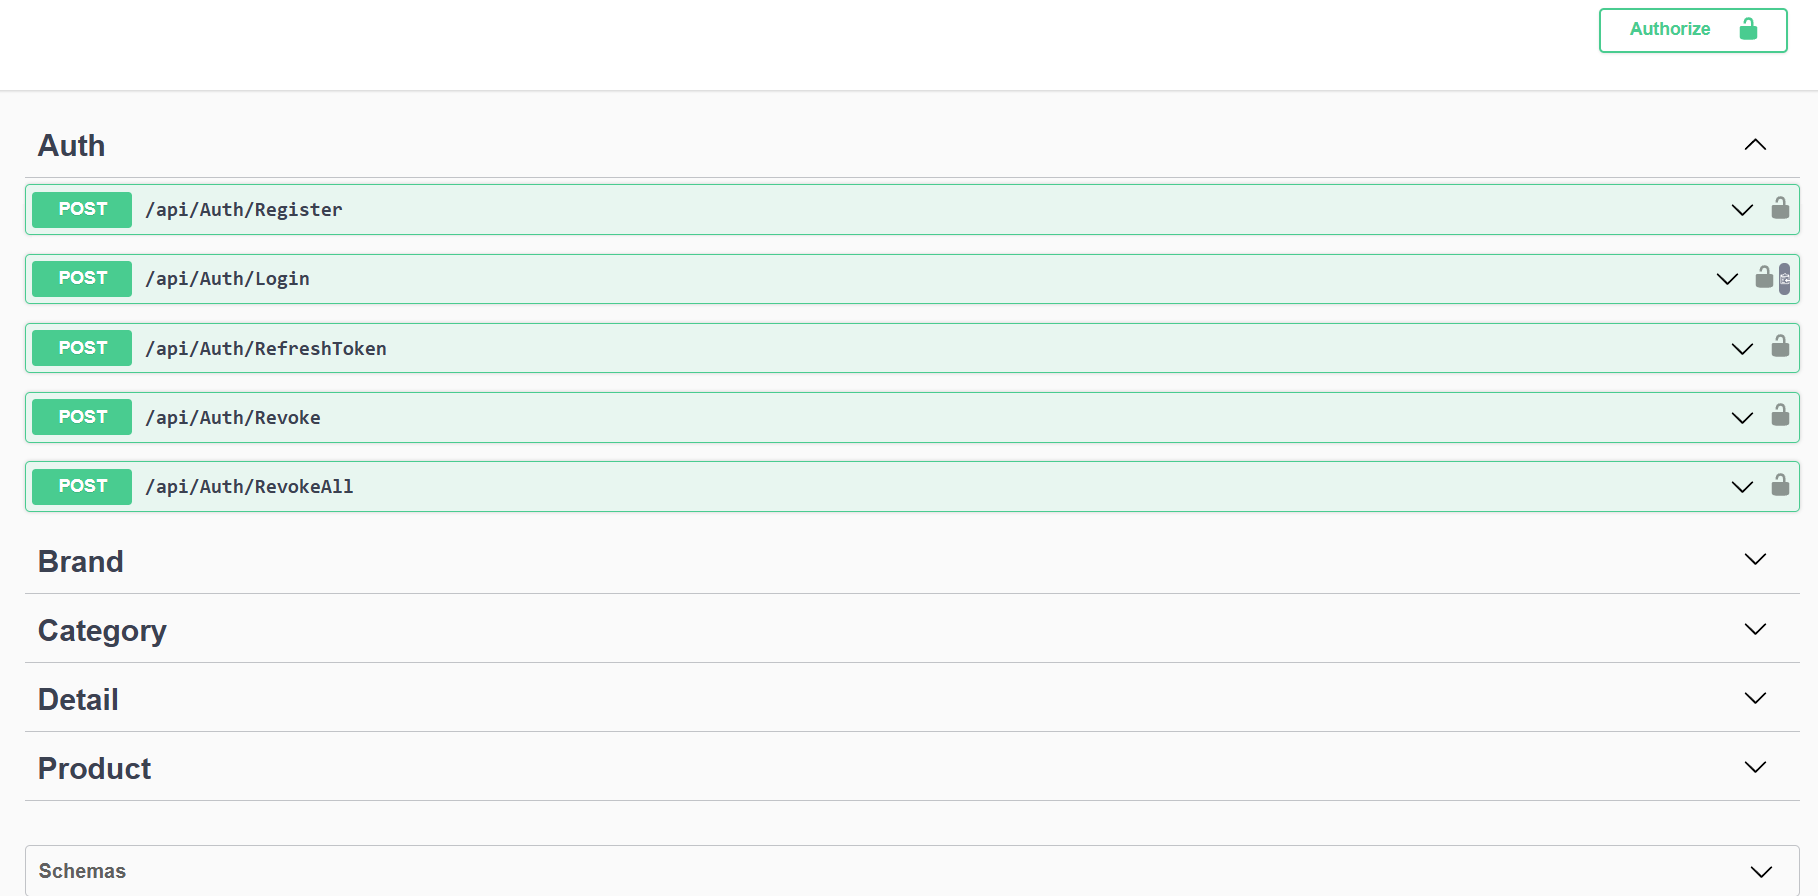 Authorize
Auth
POST /api/Auth/Register
POST /api/Auth/Login
POST /api/Auth/RefreshToken
POST /api/Auth/Revoke
POST /api/Auth/RevokeAll
Brand
Category
Detail
Product
Schemas